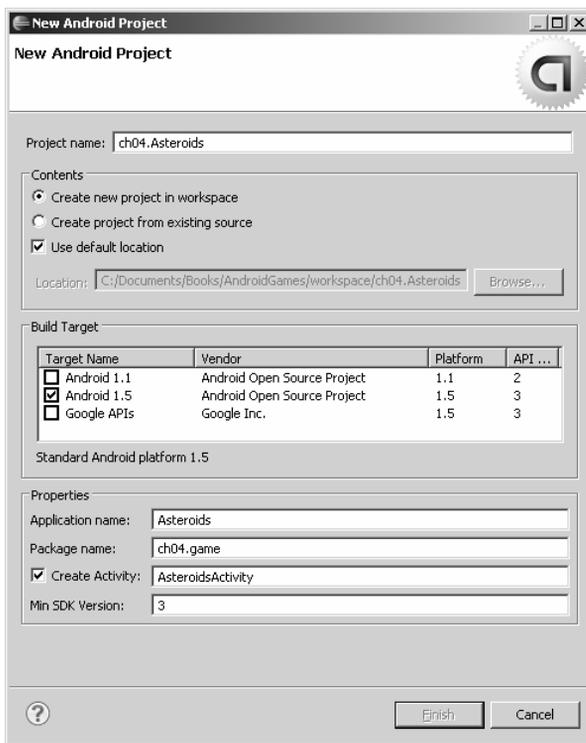 New Android Project
New Android Project
Project name: ch04.Asteroids
Contents
Create new project in workspace
Create project from existing source
Use default location
Location: C:/Documents/Books/AndroidGames/workspace/ch04.Asteroids Browse...
Build Target
Target Name Vendor Platform API ...
Android 1.1 Android Open Source Project 1.1 2
Android 1.5 Android Open Source Project 1.5 3
Google APIs Google Inc. 1.5 3
Standard Android platform 1.5
Properties
Application name: Asteroids
Package name: ch04.game
Create Activity: AsteroidsActivity
Min SDK Version: 3
? Finish Cancel